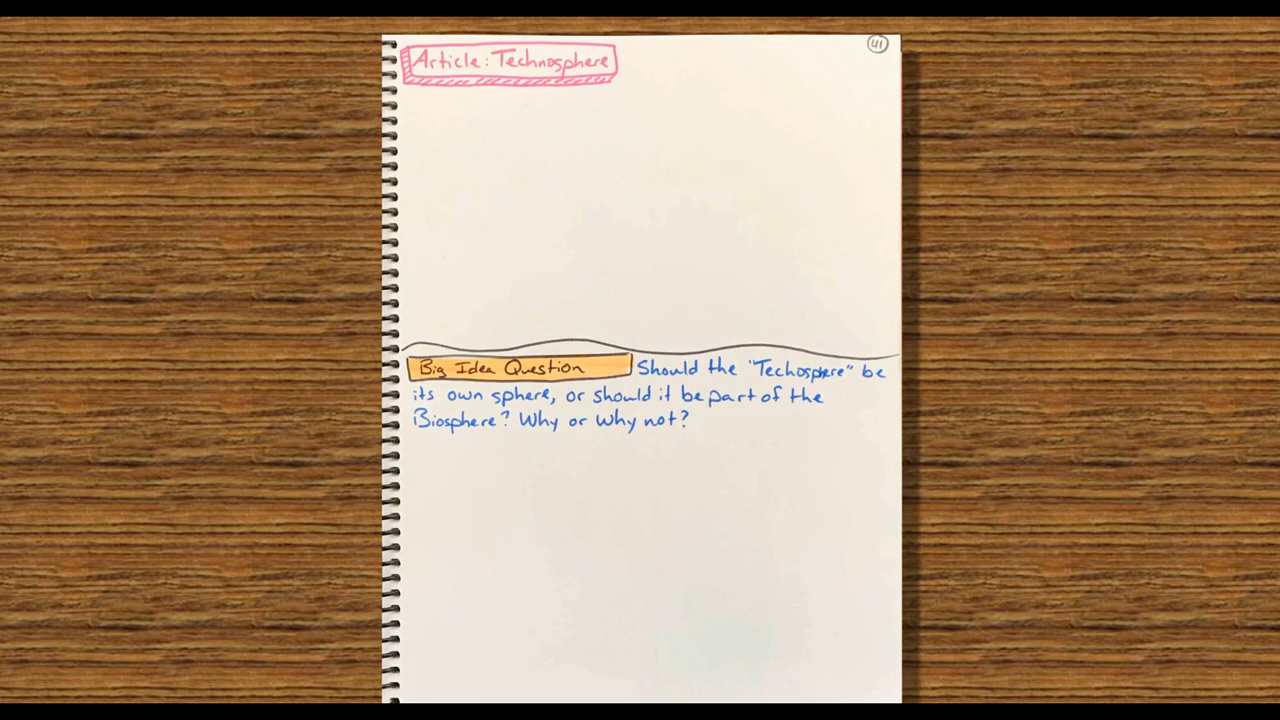 Article: Technosphere
41
Big Idea Question Should the "Techosphere" be
its own sphere, or should it be part of the
Biosphere? Why or Why not?